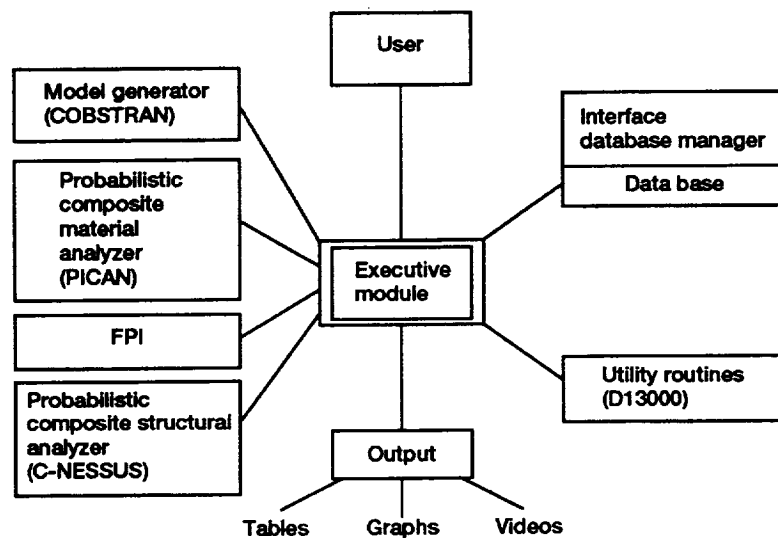 User
Model generator
(COBSTRAN)
Probabilistic
composite
material
analyzer
(PICAN)
FPI
Probabilistic
composite structural
analyzer
(C-NESSUS)
Executive
module
Interface
database manager
Data base
Utility routines
(D13000)
Output
Tables
Graphs
Videos